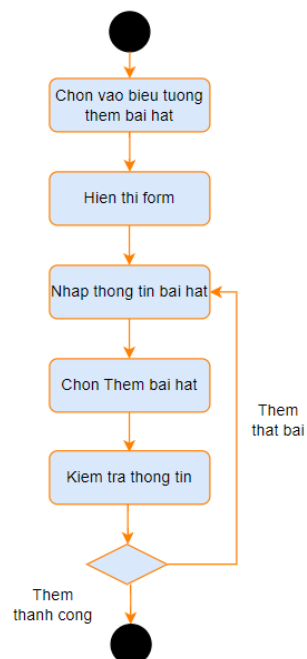 Chon vao bieu tuong
them bai hat
Hien thi form
Nhap thong tin bai hat
Chon Them bai hat
Them
that bai
Kiem tra thong tin
Them
thanh cong